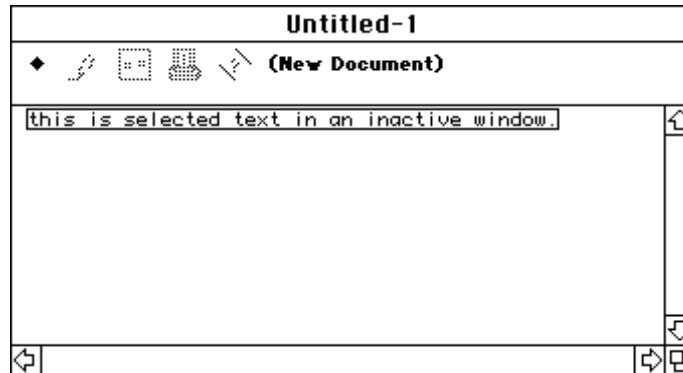 Untitled-1
(New Document)
this is selected text in an inactive window.